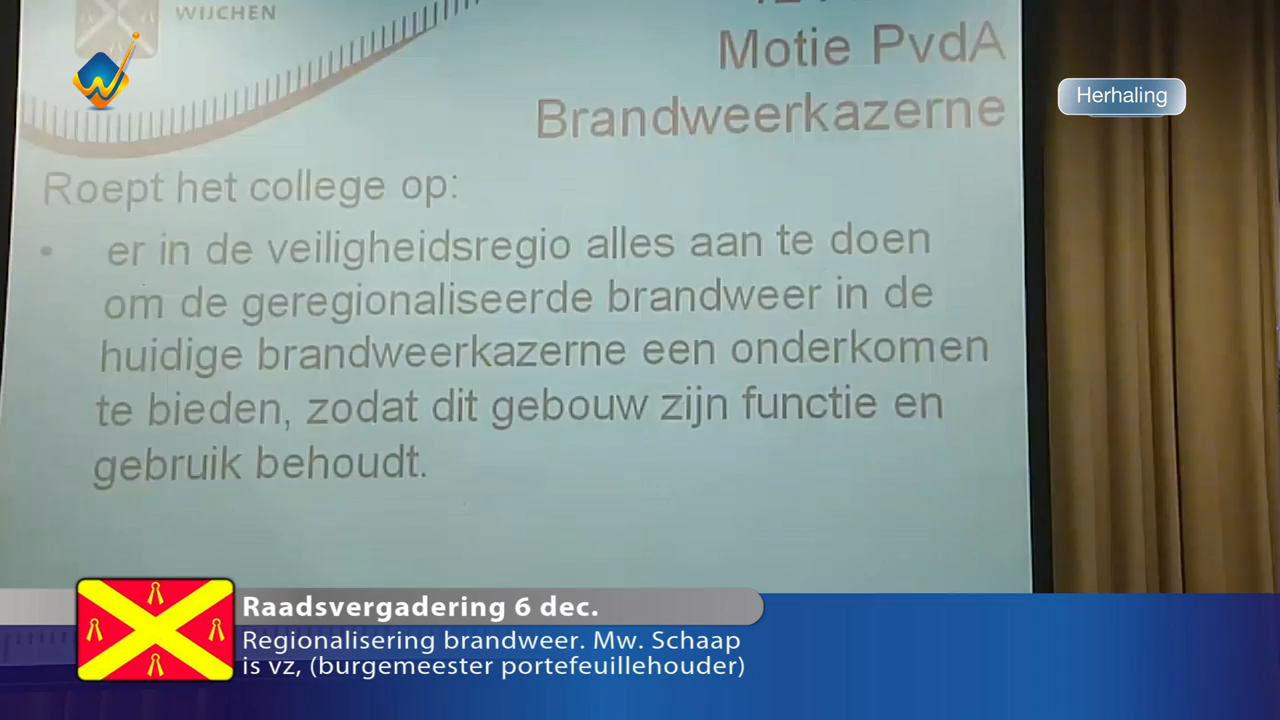 WIJCHEN
Motie PvdA
Brandweerkazerne
Herhaling
Roept het college op:
• er in de veiligheidsregio alles aan te doen
om de geregionaliseerde brandweer in de
huidige brandweerkazerne een onderkomen
te bieden, zodat dit gebouw zijn functie en
gebruik behoudt.
Raadsvergadering 6 dec.
Regionalisering brandweer. Mw. Schaap
is vz, (burgemeester portefeuillehouder)